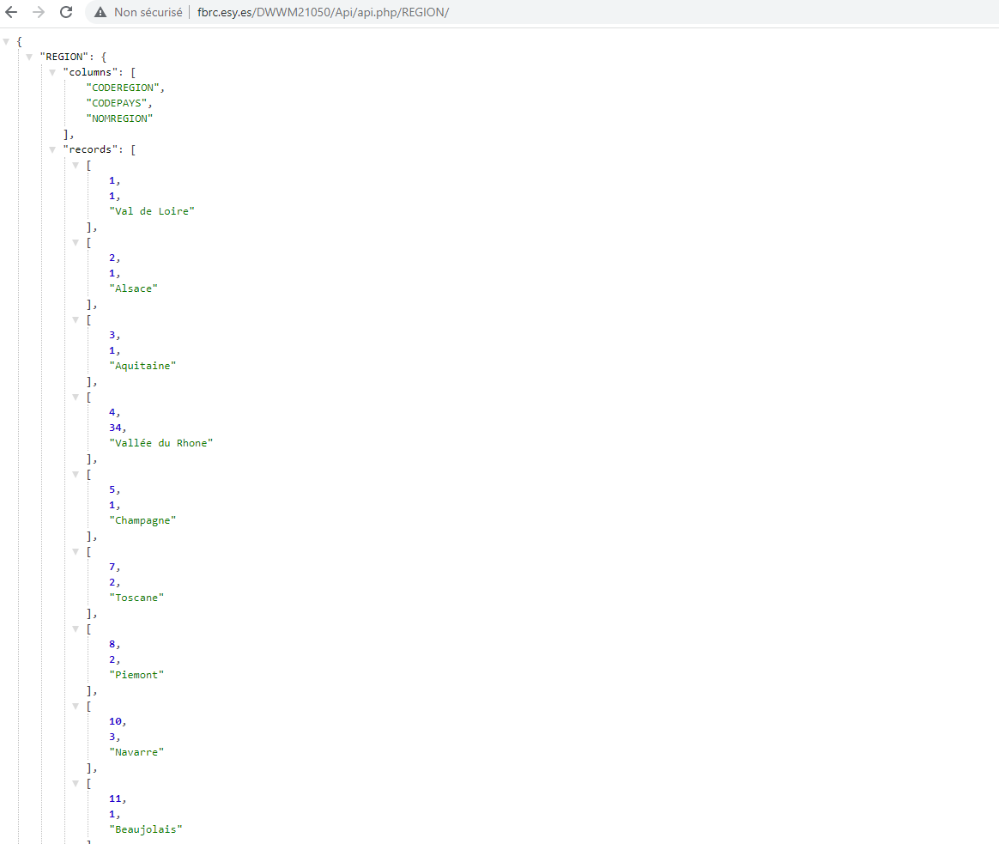 Non sécurisé fbrc.esy.es/DWWM21050/Api/api.php/REGION/
{
"REGION": {
"columns": [
"CODEREGION",
"CODEPAYS",
"NOMREGION"
],
"records": [
[
1,
1,
"Val de Loire"
],
[
2,
1,
"Alsace"
],
[
3,
1,
"Aquitaine"
],
[
4,
34,
"Vallée du Rhone"
],
[
5,
1,
"Champagne"
],
[
7,
2,
"Toscane"
],
[
8,
2,
"Piemont"
],
[
10,
3,
"Navarre"
],
[
11,
1,
"Beaujolais"